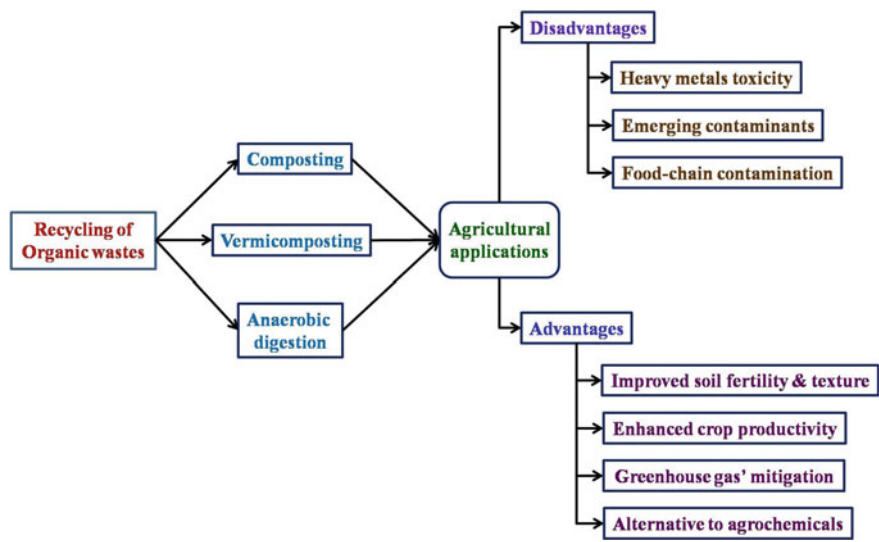 Disadvantages
Heavy metals toxicity
Emerging contaminants
Food-chain contamination
Composting
Recycling of
Organic wastes
Vermicomposting
Agricultural
applications
Anaerobic
digestion
Advantages
Improved soil fertility & texture
Enhanced crop productivity
Greenhouse gas’ mitigation
Alternative to agrochemicals